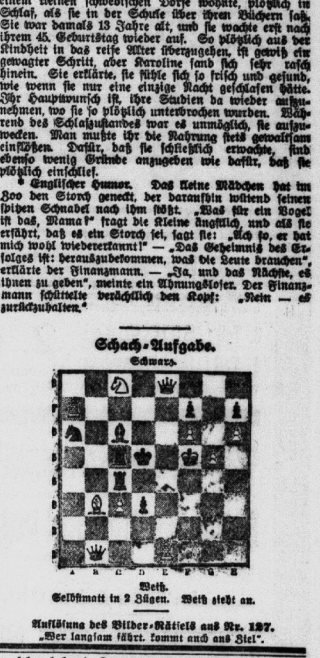 einem kleinen schwedischen Dorfe wohnte, plötzlich in
Schlaf, als sie in der Schule über ihren Büchern saß.
Sie war damals 13 Jahre alt, und sie wachte erst nach
ihrem 45. Geburtstag wieder auf. So plötzlich aus der
Kindheit in das reife Alter überzugehen, ist gewiß ein
gewagter Schritt, aber Karoline fand sich sehr rasch
hinein. Sie erklärte, sie fühle sich so frisch und gesund,
wie wenn sie nur eine einzige Nacht geschlafen hätte.
Ihr Hauptwunsch ist, ihre Studien da wieder aufzu-
nehmen, wo sie so plötzlich unterbrochen wurden. Wäh-
rend des Schlafzustandes war es unmöglich, sie aufzu-
wecken. Man mußte ihr die Nahrung stets gewaltsam
einflößen. Dafür, daß sie schließlich erwachte, sind
ebenso wenig Gründe anzugeben wie dafür, daß sie
plötzlich einschlief.
* Englischer Humor. Das kleine Mädchen hat im
Zoo den Storch geneckt, der daraufhin wütend seinen
spitzen Schnabel nach ihm stößt. „Was für ein Vogel
ist das, Mama?" fragt die Kleine ängstlich, und als sie
erfährt, daß es ein Storch sei, sagt sie: „Ach so, er hat
mich wohl wiedererkannt!" — „Das Geheimnis des Er-
folges ist: herauszubekommen, was die Leute brauchen",
erklärte der Finanzmann. — „Ja, und das Nächste, es
ihnen zu geben", meinte ein Ahnungsloser. Der Finanz-
mann schüttelte verächtlich den Kopf: „Nein — es
zurückzuhalten."
Schach-Aufgabe.
Schwarz.
A B C D E F G H
Weiß.
Selbstmatt in 2 Zügen. Weiß zieht an.
Auflösung des Bilder-Rätsels aus Nr. 127.
„Wer langsam fährt, kommt auch ans Ziel".